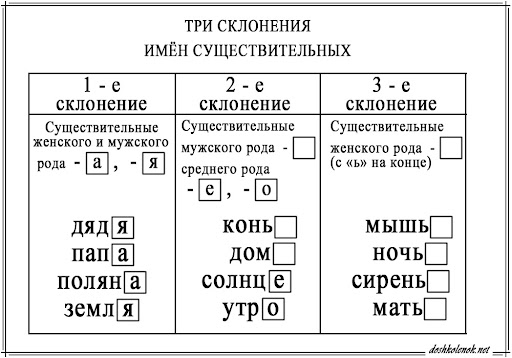 ТРИ СКЛОНЕНИЯ
ИМЁН СУЩЕСТВИТЕЛЬНЫХ
1 - е
склонение
Существительные
женского и мужского
рода - а , - я
дядя
папа
поляна
земля
2 - е
склонение
Существительные
мужского рода -
среднего рода
- е , - о
конь
дом
солнце
утро
3 - е
склонение
Существительные
женского рода -
(с «ь» на конце)
мышь
ночь
сирень
мать
doshkolenok.net